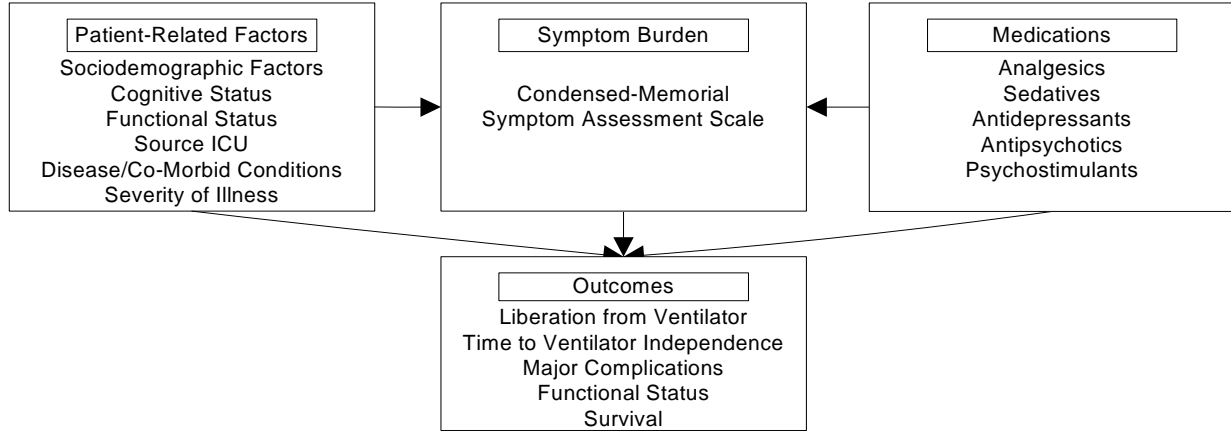 Patient-Related Factors
Sociodemographic Factors
Cognitive Status
Functional Status
Source ICU
Disease/Co-Morbid Conditions
Severity of Illness
Symptom Burden
Condensed-Memorial
Symptom Assessment Scale
Medications
Analgesics
Sedatives
Antidepressants
Antipsychotics
Psychostimulants
Outcomes
Liberation from Ventilator
Time to Ventilator Independence
Major Complications
Functional Status
Survival